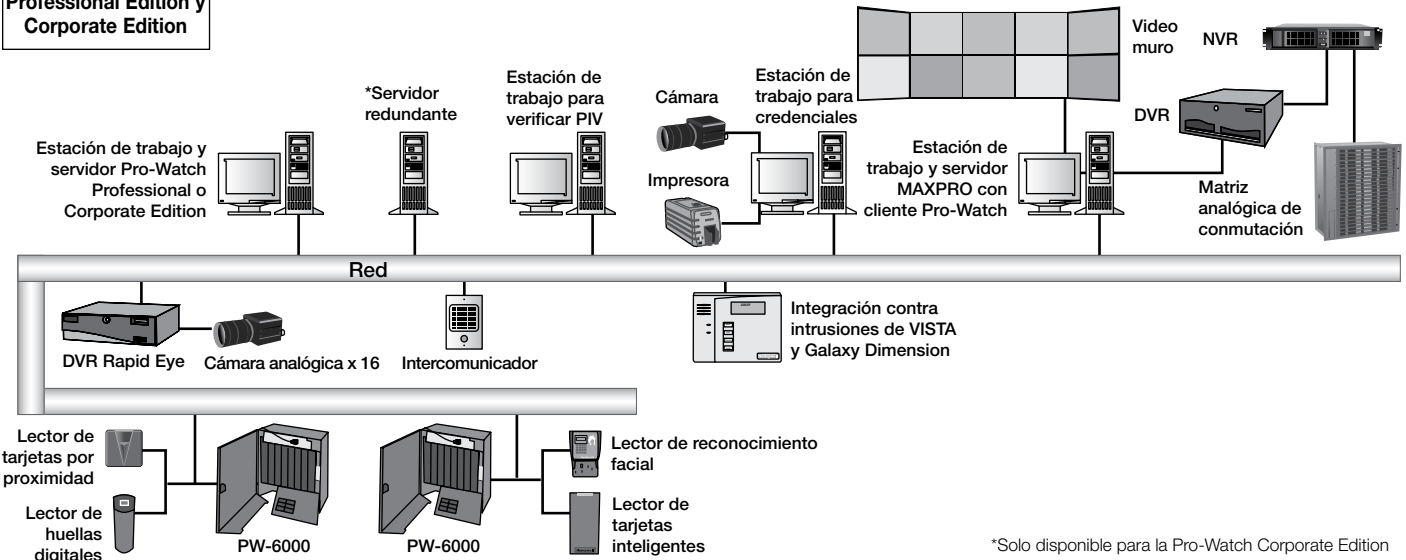 Professional Edition y
Corporate Edition
Video
muro
NVR
DVR
Matriz
analógica de
conmutación
*Servidor
redundante
Estación de
trabajo para
verificar PIV
Cámara
Impresora
Estación de
trabajo para
credenciales
Estación de trabajo y
servidor Pro-Watch
Professional o
Corporate Edition
Estación de
trabajo y servidor
MAXPRO con
cliente Pro-Watch
Red
DVR Rapid Eye
Cámara analógica x 16
Intercomunicador
Integración contra
intrusiones de VISTA
y Galaxy Dimension
Lector de
tarjetas por
proximidad
Lector de
huellas
digitales
PW-6000
PW-6000
Lector de reconocimiento
facial
Lector de
tarjetas
inteligentes
*Solo disponible para la Pro-Watch Corporate Edition